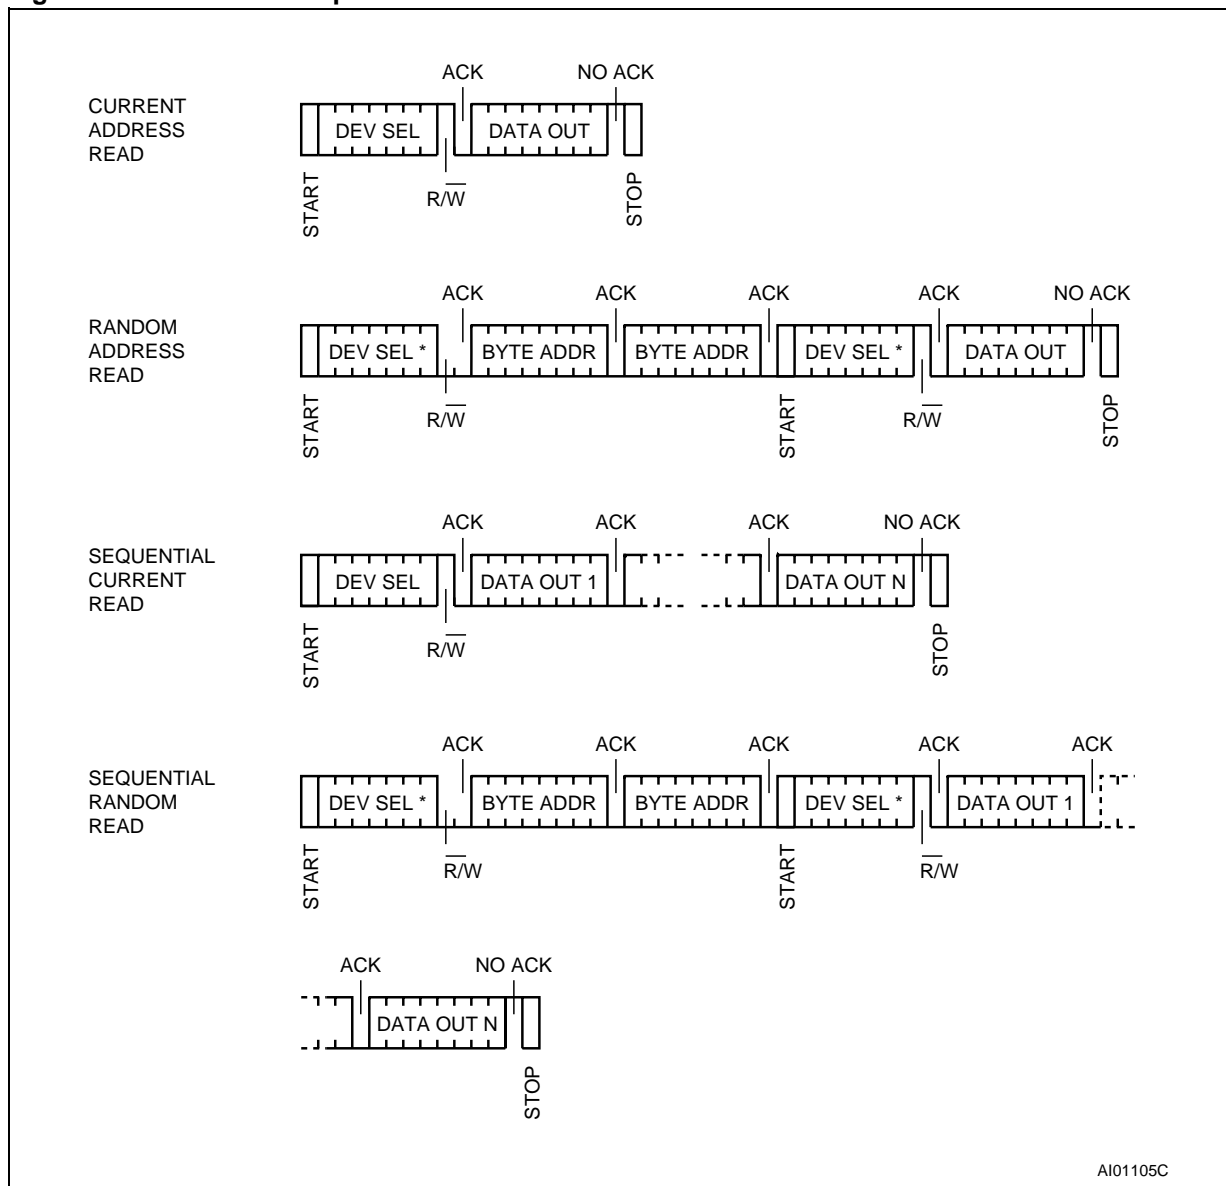 ACK NO ACK
CURRENT
ADDRESS
READ
DEV SEL DATA OUT
START R/W̅ STOP
ACK ACK ACK ACK NO ACK
RANDOM
ADDRESS
READ
DEV SEL * BYTE ADDR BYTE ADDR DEV SEL * DATA OUT
START R/W̅ START R/W̅ STOP
ACK ACK ACK NO ACK
SEQUENTIAL
CURRENT
READ
DEV SEL DATA OUT 1 DATA OUT N
START R/W̅ STOP
ACK ACK ACK ACK ACK
SEQUENTIAL
RANDOM
READ
DEV SEL * BYTE ADDR BYTE ADDR DEV SEL * DATA OUT 1
START R̅/W START R̅/W
ACK NO ACK
DATA OUT N
STOP
AI01105C